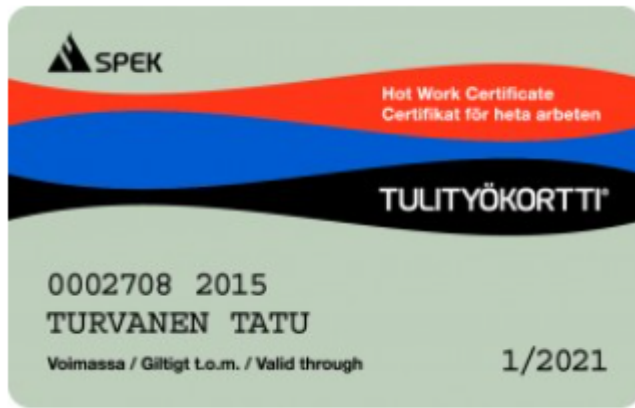 SPEK
Hot Work Certificate
Certifikat för heta arbeten
TULITYÖKORTTI®
0002708 2015
TURVANEN TATU
Voimassa / Giltigt t.o.m. / Valid through
1/2021